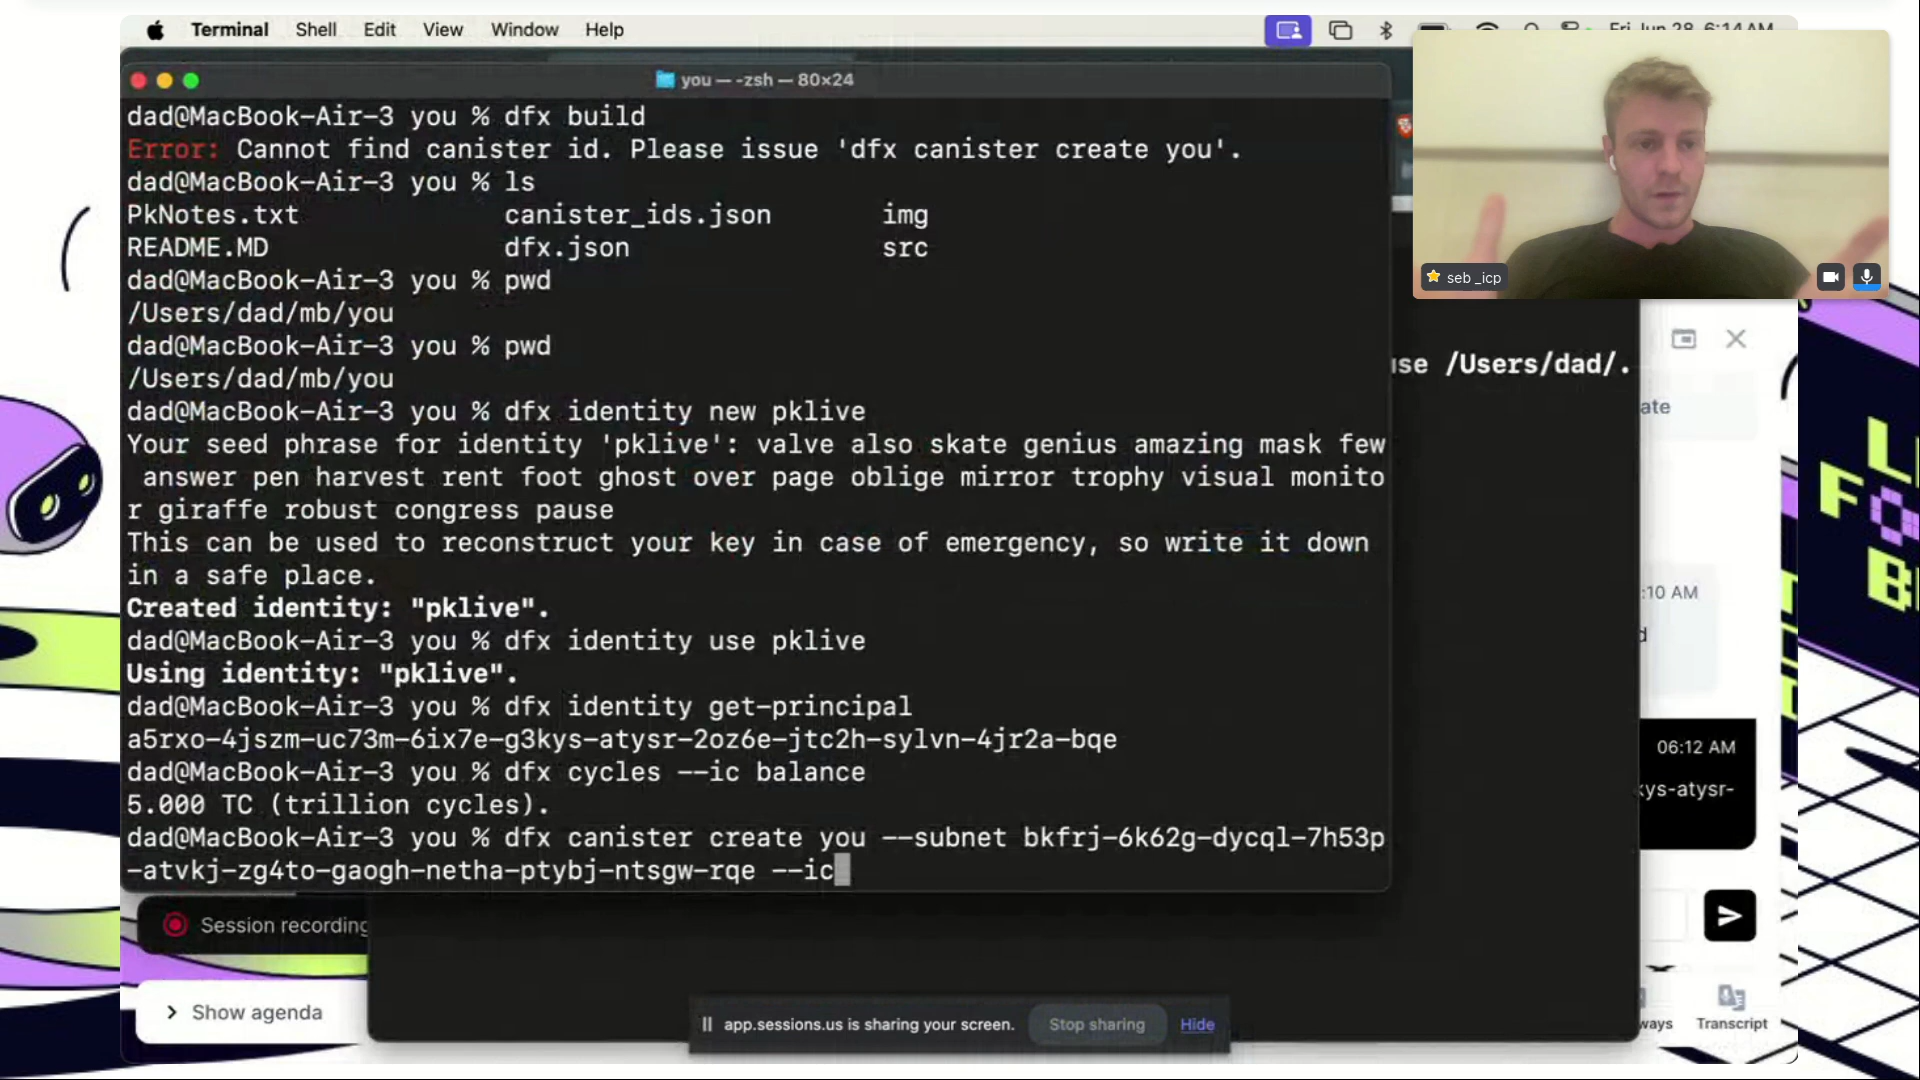 Terminal Shell Edit View Window Help
Fri Jun 28 6:14 AM
you — -zsh — 80×24
dad@MacBook-Air-3 you % dfx build
Error: Cannot find canister id. Please issue 'dfx canister create you'.
dad@MacBook-Air-3 you % ls
PkNotes.txt canister_ids.json img
README.MD dfx.json src
dad@MacBook-Air-3 you % pwd
/Users/dad/mb/you
dad@MacBook-Air-3 you % pwd
/Users/dad/mb/you
dad@MacBook-Air-3 you % dfx identity new pklive
Your seed phrase for identity 'pklive': valve also skate genius amazing mask few
answer pen harvest rent foot ghost over page oblige mirror trophy visual monito
r giraffe robust congress pause
This can be used to reconstruct your key in case of emergency, so write it down
in a safe place.
Created identity: "pklive".
dad@MacBook-Air-3 you % dfx identity use pklive
Using identity: "pklive".
dad@MacBook-Air-3 you % dfx identity get-principal
a5rxo-4jszm-uc73m-6ix7e-g3kys-atysr-2oz6e-jtc2h-sylvn-4jr2a-bqe
dad@MacBook-Air-3 you % dfx cycles --ic balance
5.000 TC (trillion cycles).
dad@MacBook-Air-3 you % dfx canister create you --subnet bkfrj-6k62g-dycql-7h53p
-atvkj-zg4to-gaogh-netha-ptybj-ntsgw-rqe --ic
seb _icp
se /Users/dad/.
ate
:10 AM
d
06:12 AM
kys-atysr-
Session recording
Show agenda
app.sessions.us is sharing your screen. Stop sharing Hide
ways Transcript